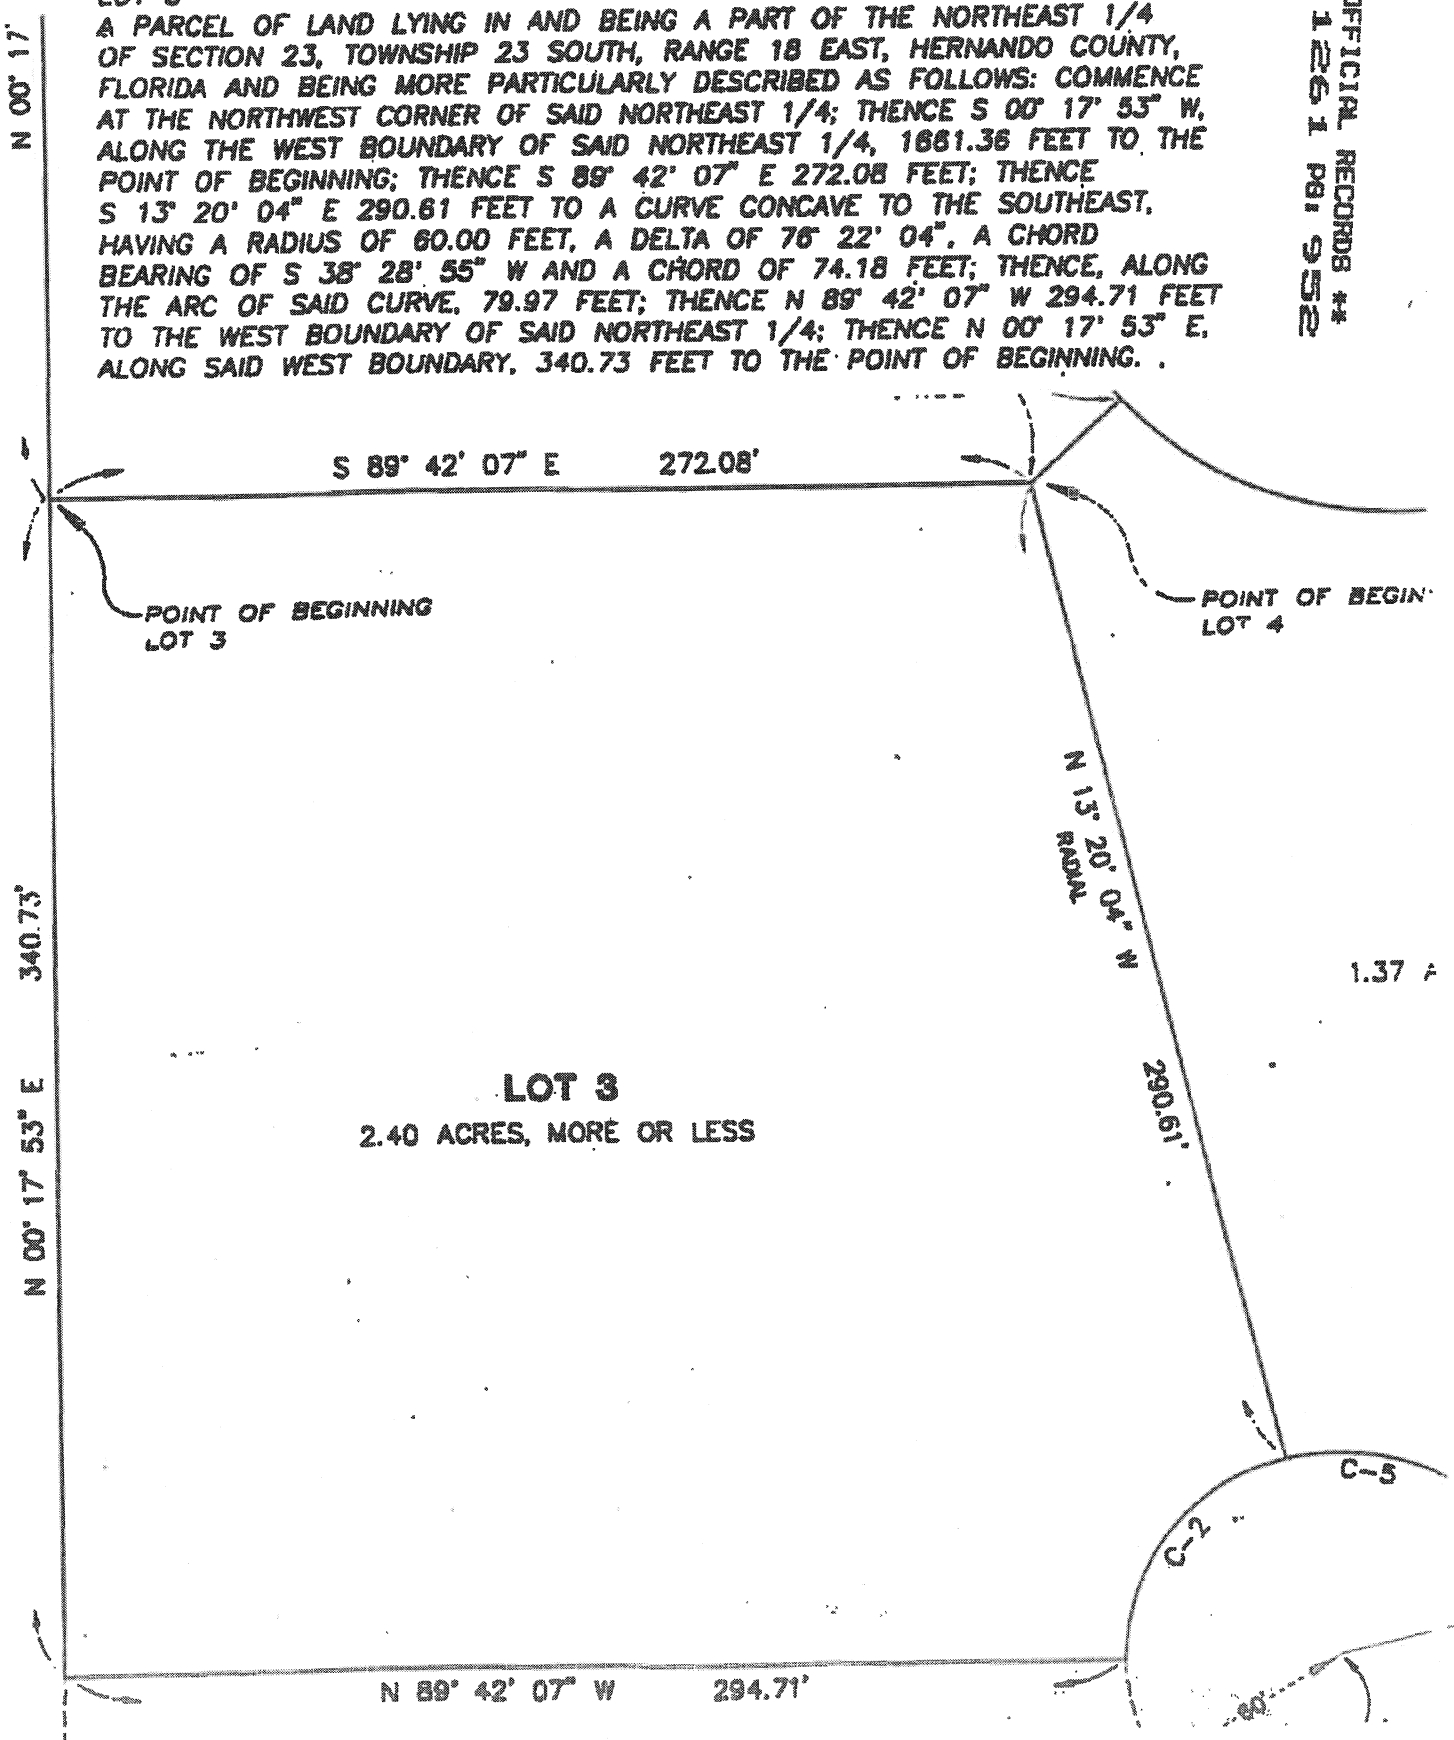 LOT 3
A PARCEL OF LAND LYING IN AND BEING A PART OF THE NORTHEAST 1/4
OF SECTION 23, TOWNSHIP 23 SOUTH, RANGE 18 EAST, HERNANDO COUNTY,
FLORIDA AND BEING MORE PARTICULARLY DESCRIBED AS FOLLOWS: COMMENCE
AT THE NORTHWEST CORNER OF SAID NORTHEAST 1/4; THENCE S 00° 17' 53" W,
ALONG THE WEST BOUNDARY OF SAID NORTHEAST 1/4, 1661.36 FEET TO THE
POINT OF BEGINNING; THENCE S 89° 42' 07" E 272.08 FEET; THENCE
S 13° 20' 04" E 290.61 FEET TO A CURVE CONCAVE TO THE SOUTHEAST,
HAVING A RADIUS OF 60.00 FEET, A DELTA OF 76° 22' 04", A CHORD
BEARING OF S 38° 28' 55" W AND A CHORD OF 74.18 FEET; THENCE, ALONG
THE ARC OF SAID CURVE, 79.97 FEET; THENCE N 89° 42' 07" W 294.71 FEET
TO THE WEST BOUNDARY OF SAID NORTHEAST 1/4; THENCE N 00° 17' 53" E,
ALONG SAID WEST BOUNDARY, 340.73 FEET TO THE POINT OF BEGINNING.
OFFICIAL RECORDS **
1261 PG: 952
N 00° 17'
S 89° 42' 07" E 272.08'
POINT OF BEGINNING
LOT 3
POINT OF BEGIN
LOT 4
N 13° 20' 04" W 290.61'
RADIAL
1.37 A
N 00° 17' 53" E 340.73'
LOT 3
2.40 ACRES, MORE OR LESS
C-5
C-2
60'
N 89° 42' 07" W 294.71'